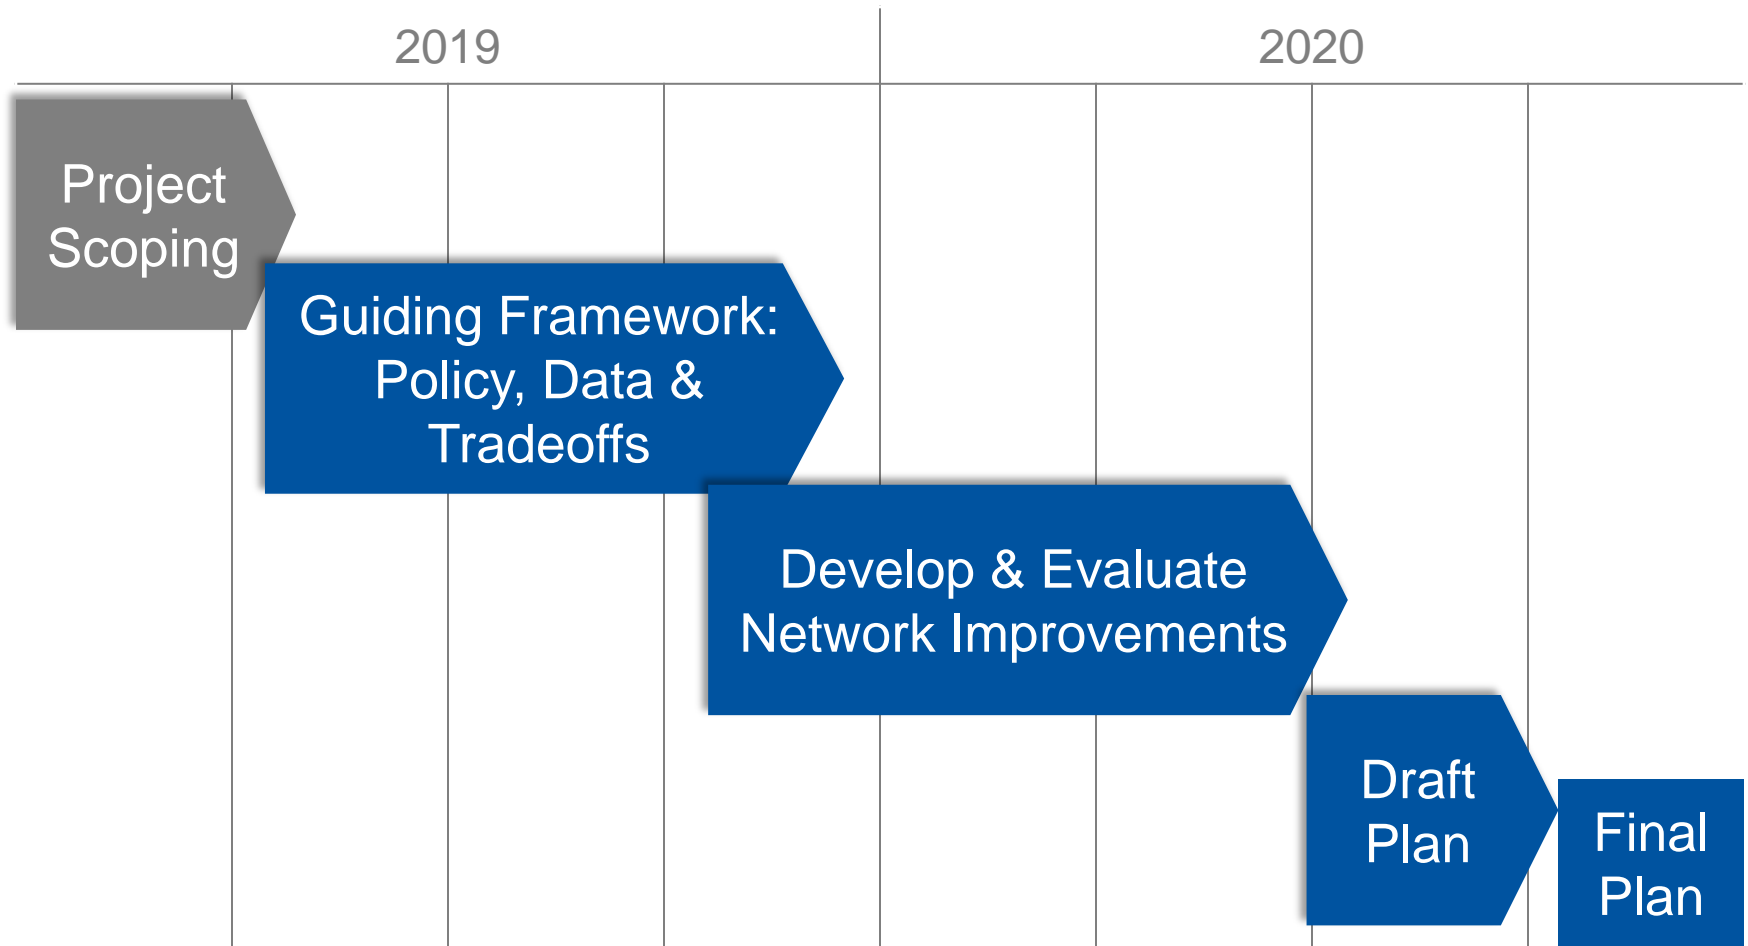 2019
2020
Project
Scoping
Guiding Framework:
Policy, Data &
Tradeoffs
Develop & Evaluate
Network Improvements
Draft
Plan
Final
Plan